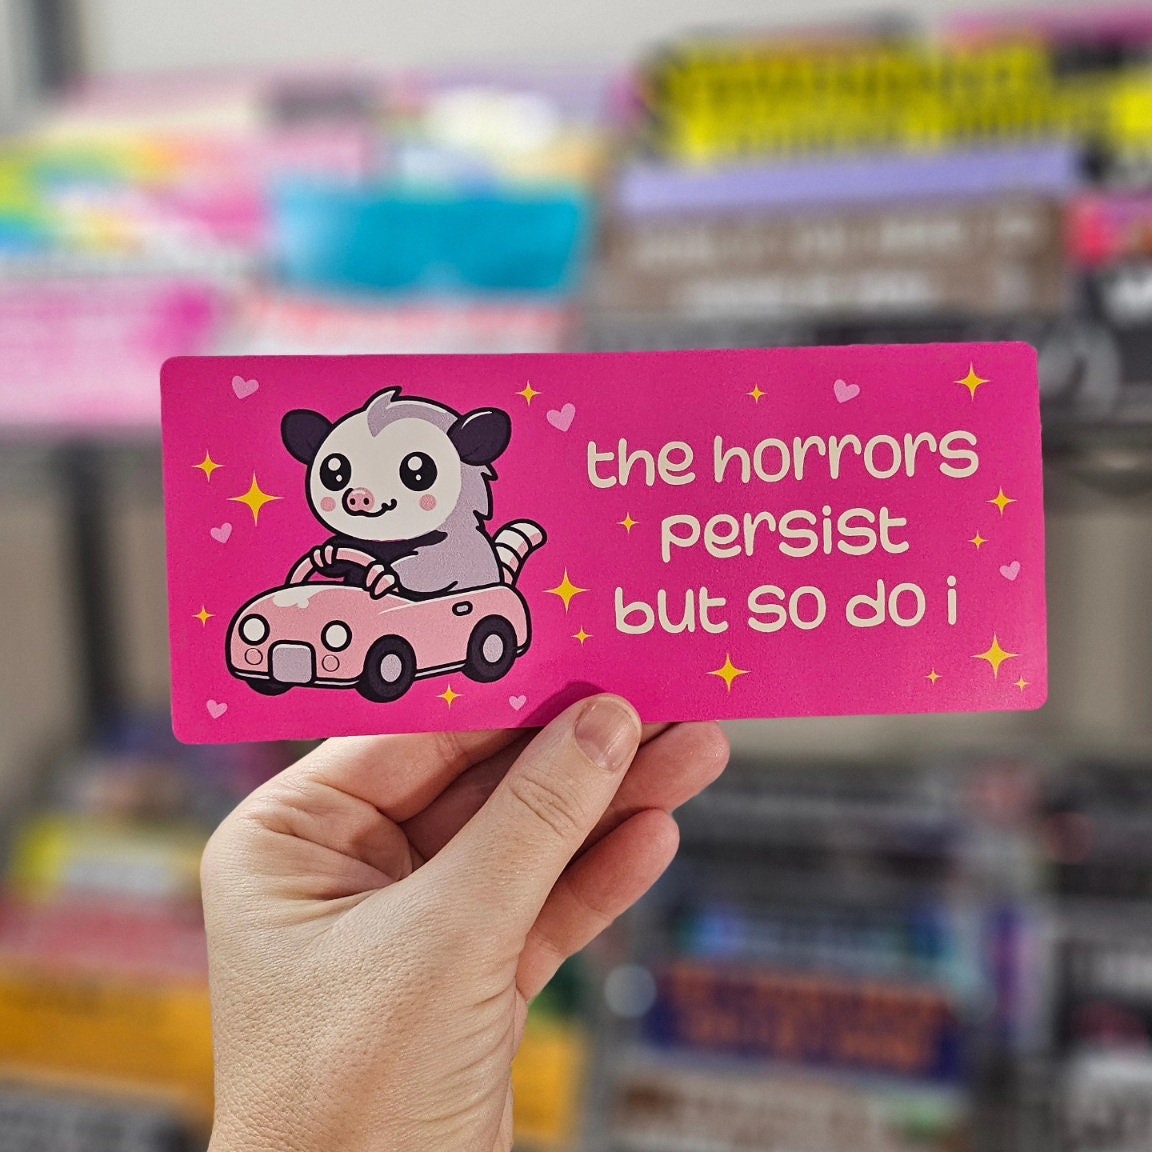 the horrors
persist
but so do i